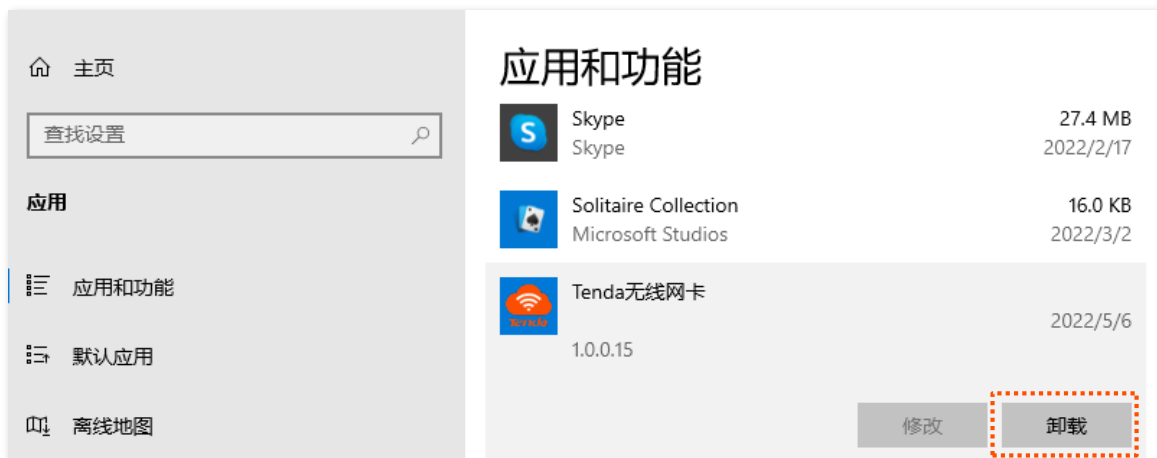 主页
查找设置
应用
应用和功能
默认应用
离线地图
应用和功能
Skype 27.4 MB
Skype 2022/2/17
Solitaire Collection 16.0 KB
Microsoft Studios 2022/3/2
Tenda无线网卡
Tenda
2022/5/6
1.0.0.15
修改 卸载